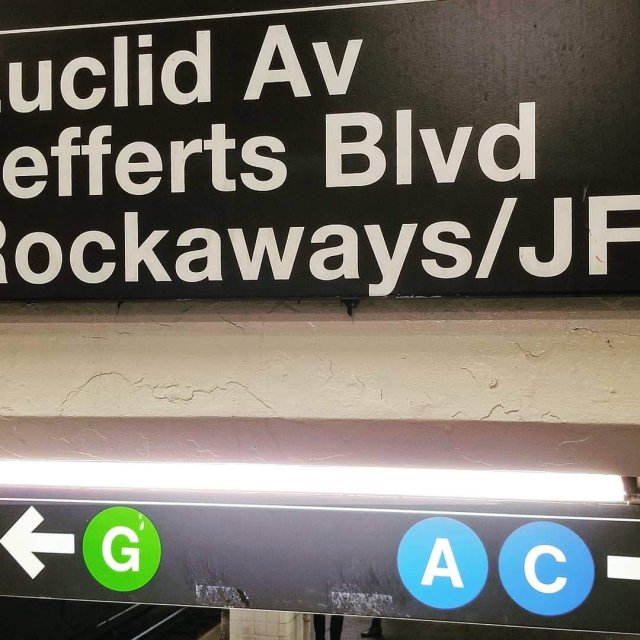 uclid Av
efferts Blvd
Rockaways/JF
G A C